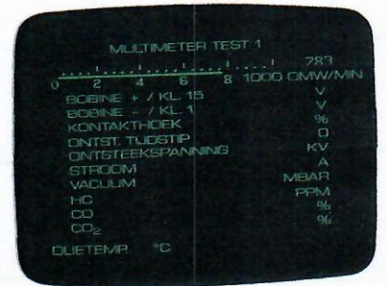 MULTIMETER TEST 1
783
0 2 4 6 8 1000 OMW/MIN
BOBINE + / KL. 15 V
BOBINE - / KL. 1 V
KONTAKTHOEK %
ONTST. TIJDSTIP
ONTSTEEKSPANNING KV
STROOM A
VACUUM MBAR
HC PPM
CO %
CO₂ %
OLIETEMP. °C